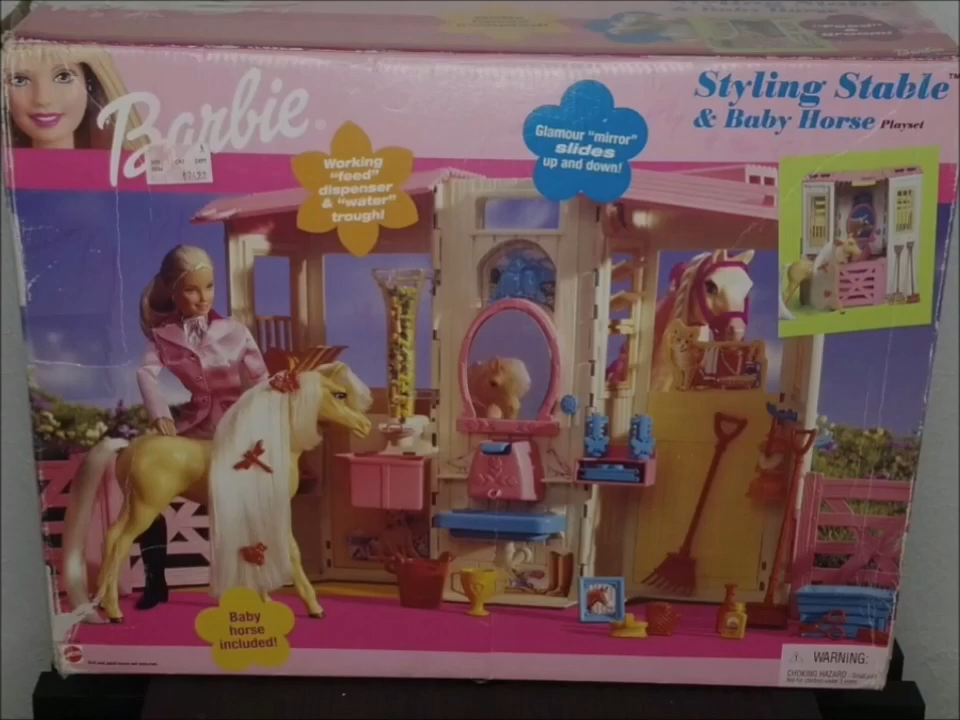 Barbie
Styling Stable™
& Baby Horse Playset
Working
"feed"
dispenser
& "water"
trough!
Glamour "mirror"
slides
up and down!
Baby
horse
included!
WARNING:
CHOKING HAZARD